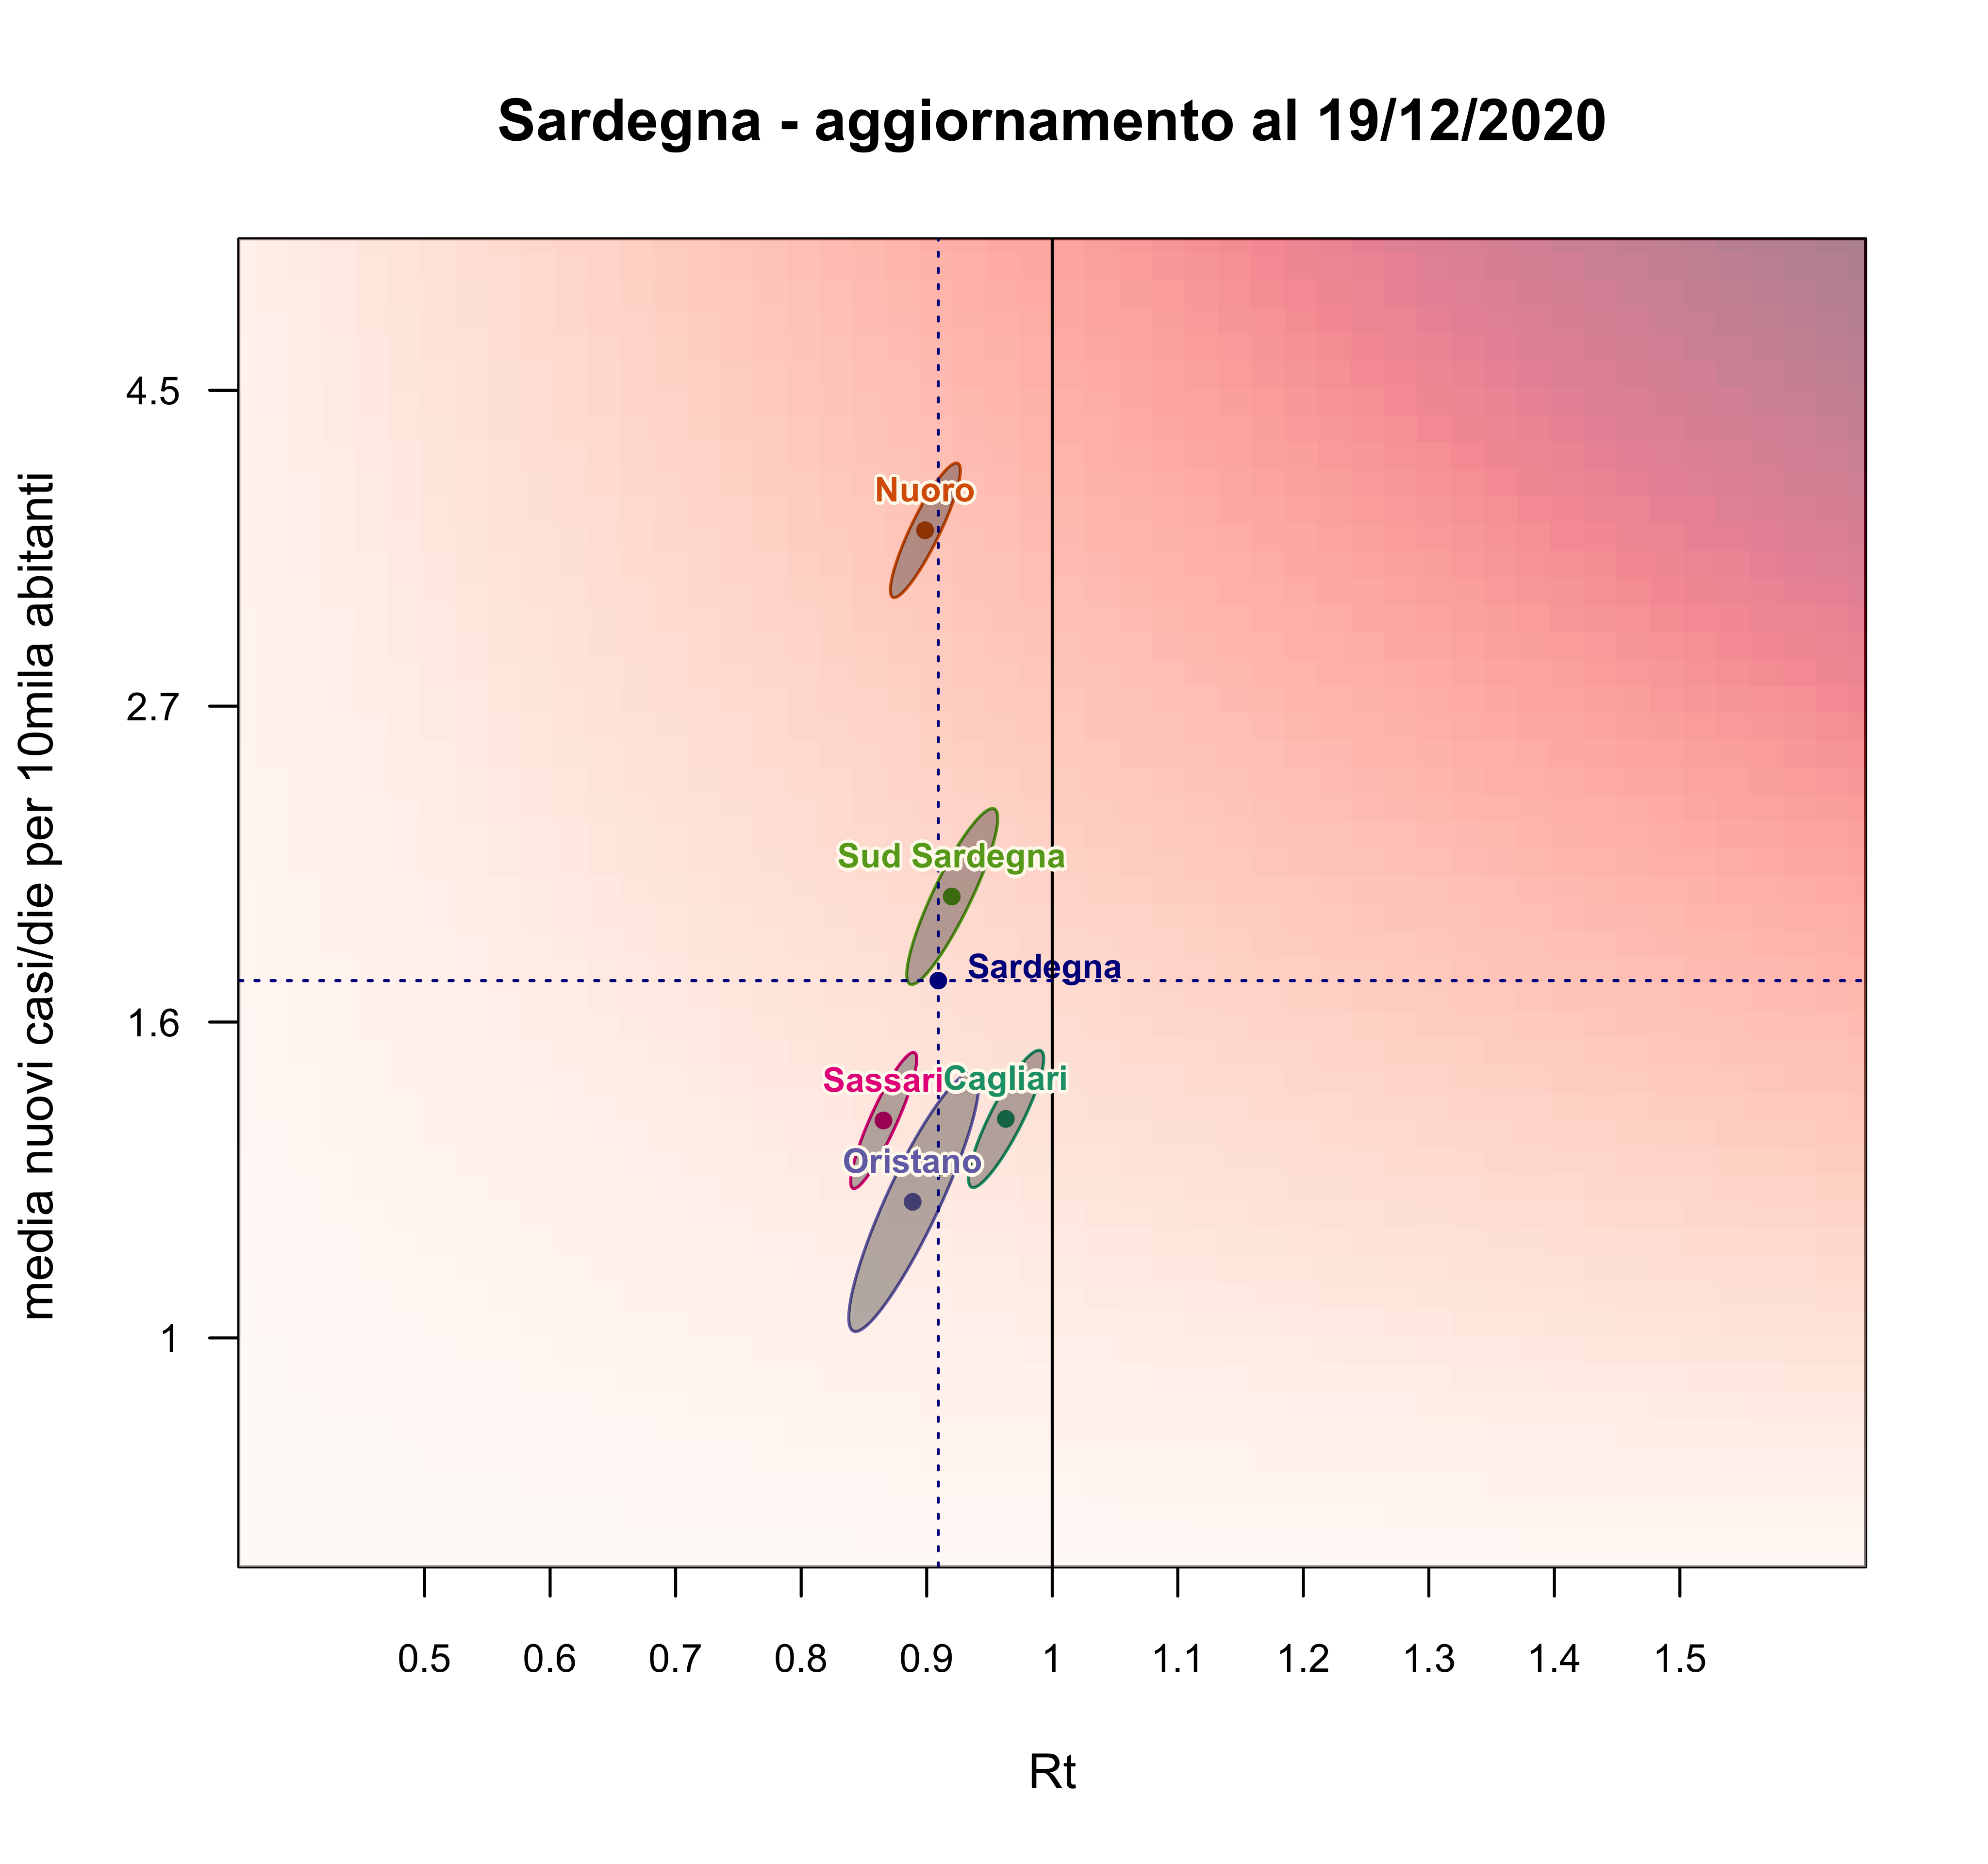 Sardegna - aggiornamento al 19/12/2020
media nuovi casi/die per 10mila abitanti
4.5
2.7
1.6
1
Nuoro
Sud Sardegna
Sardegna
Sassari
Cagliari
Oristano
0.5 0.6 0.7 0.8 0.9 1 1.1 1.2 1.3 1.4 1.5
Rt